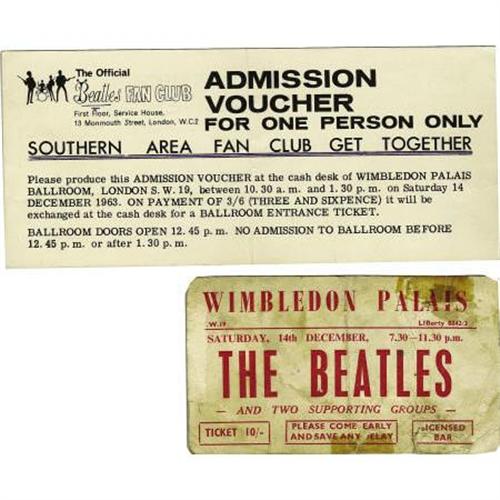 The Official
Beatles FAN CLUB
First Floor, Service House,
13 Monmouth Street, London, W.C.2
ADMISSION
VOUCHER
FOR ONE PERSON ONLY
SOUTHERN AREA FAN CLUB GET TOGETHER
Please produce this ADMISSION VOUCHER at the cash desk of WIMBLEDON PALAIS
BALLROOM, LONDON S.W. 19, between 10.30 a.m. and 1.30 p.m. on Saturday 14
DECEMBER 1963. ON PAYMENT OF 3/6 (THREE AND SIXPENCE) it will be
exchanged at the cash desk for a BALLROOM ENTRANCE TICKET.
BALLROOM DOORS OPEN 12.45 p.m. NO ADMISSION TO BALLROOM BEFORE
12.45 p.m. or after 1.30 p.m.
WIMBLEDON PALAIS
.W.19 Liberty
SATURDAY, 14th DECEMBER, 7.30—11.30 p.m.
THE BEATLES
— AND TWO SUPPORTING GROUPS —
TICKET 10/- PLEASE COME EARLY AND SAVE ANY DELAY LICENSED BAR